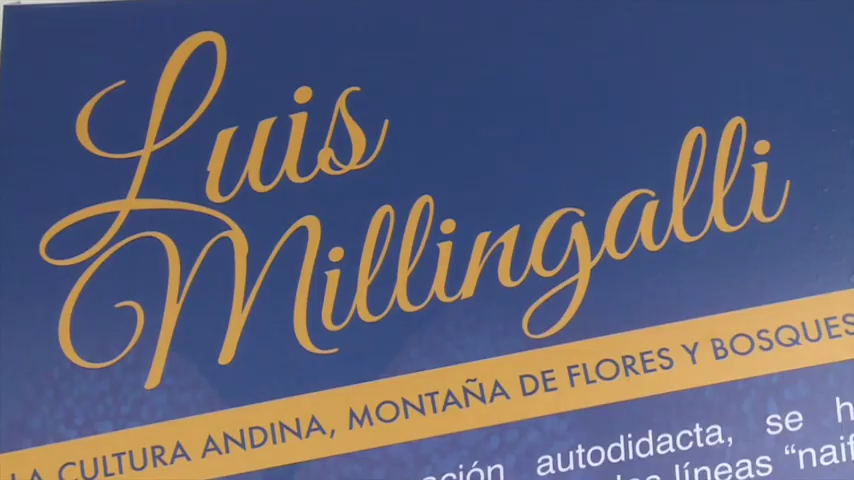 Luis
Millingalli
LA CULTURA ANDINA, MONTAÑA DE FLORES Y BOSQUES
autodidacta, se
líneas “naif